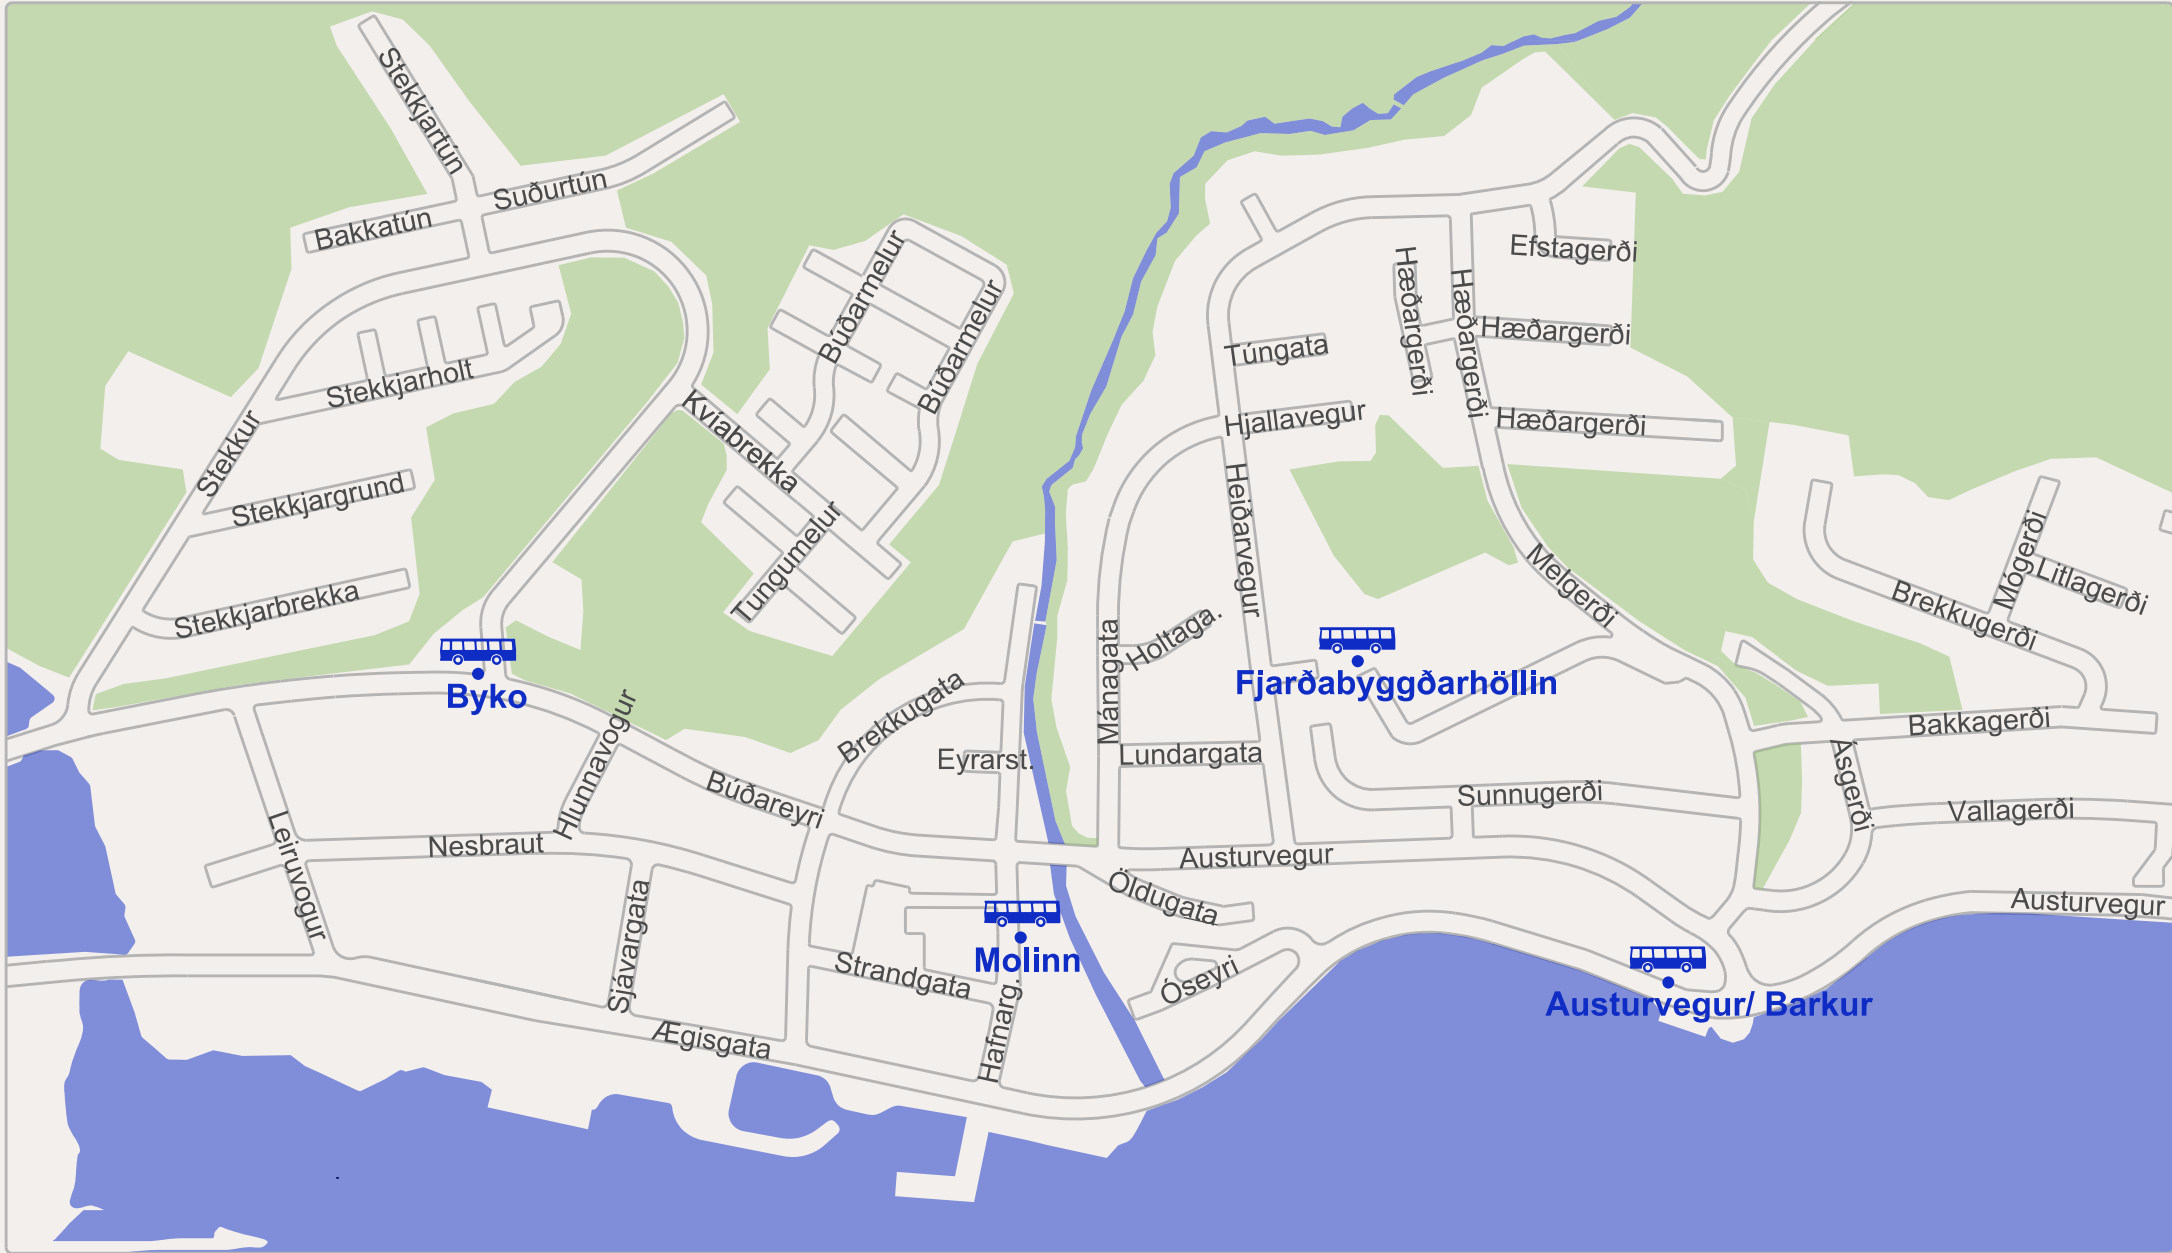 Stekkjartún
Suðurtún
Bakkatún
Búðarmelur
Búðarmelur
Efstagerði
Hæðargerði
Hæðargerði
Hæðargerði
Túngata
Stekkjarholt
Hjallavegur
Hæðargerði
Stekkur
Kvíabrekka
Stekkjargrund
Heiðarvegur
Tungumelur
Melgerði
Mógerði
Litlagerði
Brekkugerði
Stekkjarbrekka
Holtaga.
Mánagata
Fjarðabyggðarhöllin
Byko
Hlunnavogur
Brekkugata
Bakkagerði
Eyrarst.
Lundargata
Ásgerði
Búðareyri
Sunnugerði
Vallagerði
Leiruvogur
Nesbraut
Austurvegur
Öldugata
Austurvegur
Sjávargata
Molinn
Strandgata
Óseyri
Austurvegur/ Barkur
Hafnarg.
Ægisgata